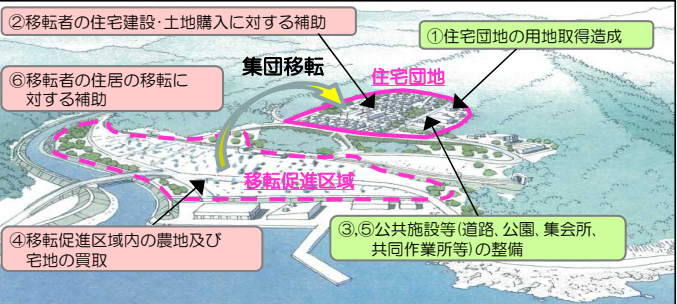 ②移転者の住宅建設・土地購入に対する補助
①住宅団地の用地取得造成
集団移転
住宅団地
⑥移転者の住居の移転に
対する補助
移転促進区域
④移転促進区域内の農地及び
宅地の買取
③,⑤公共施設等(道路、公園、集会所、
共同作業所等)の整備